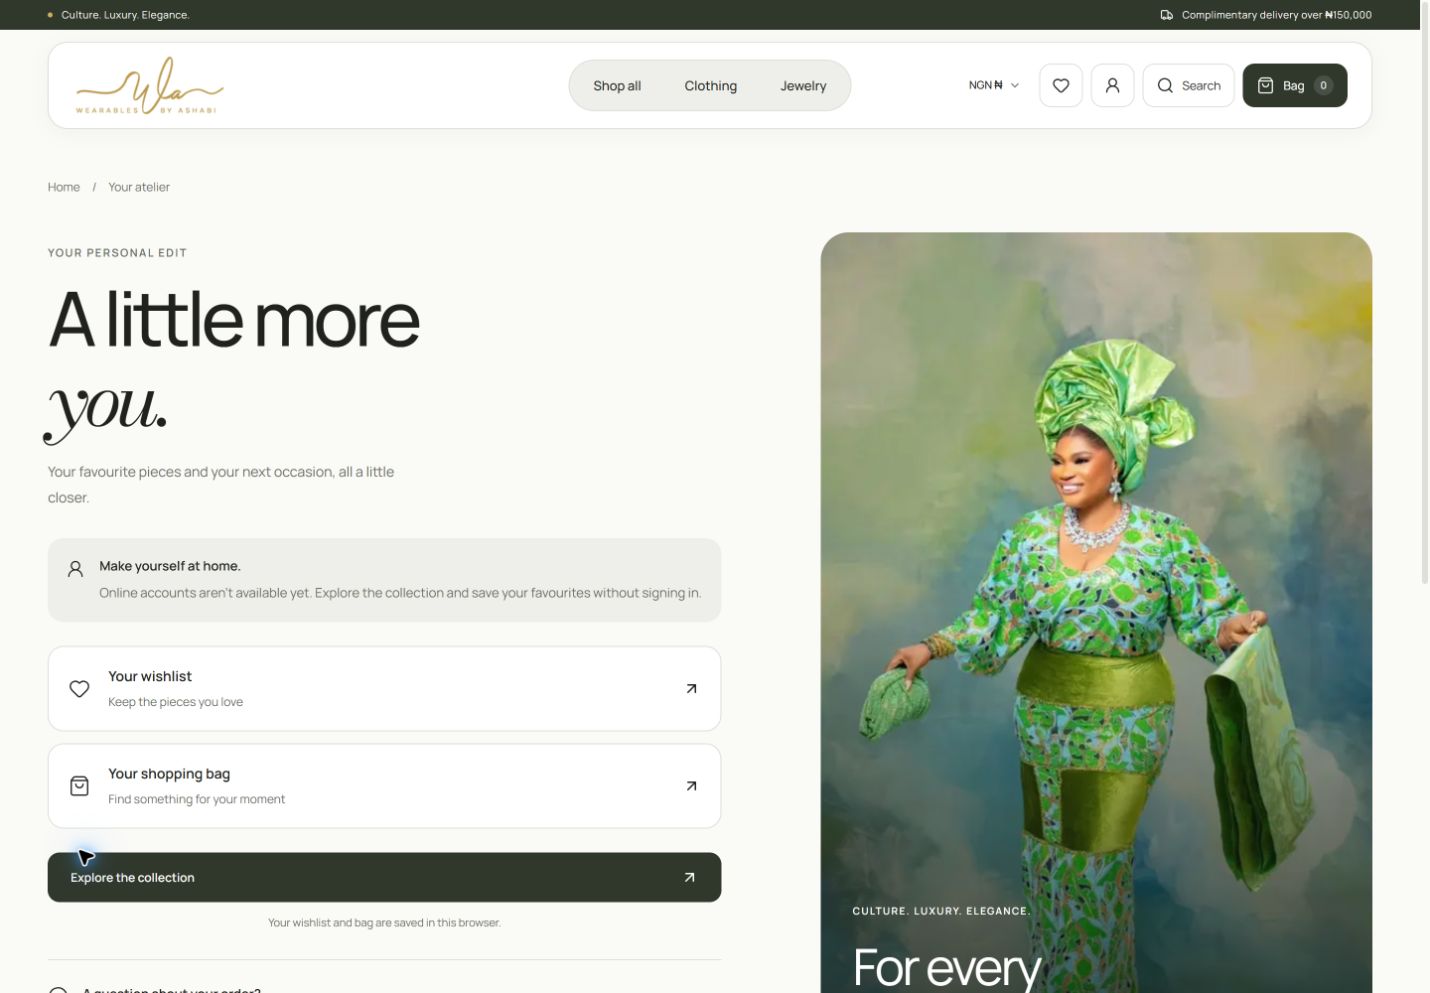 Culture. Luxury. Elegance.
Complimentary delivery over ₦150,000
Wa
WEARABLES BY ASHABI
Shop all
Clothing
Jewelry
NGN ₦
Search
Bag
0
Home / Your atelier
YOUR PERSONAL EDIT
A little more
you.
Your favourite pieces and your next occasion, all a little
closer.
Make yourself at home.
Online accounts aren't available yet. Explore the collection and save your favourites without signing in.
Your wishlist
Keep the pieces you love
Your shopping bag
Find something for your moment
Explore the collection
Your wishlist and bag are saved in this browser.
A question about your order?
CULTURE. LUXURY. ELEGANCE.
For every